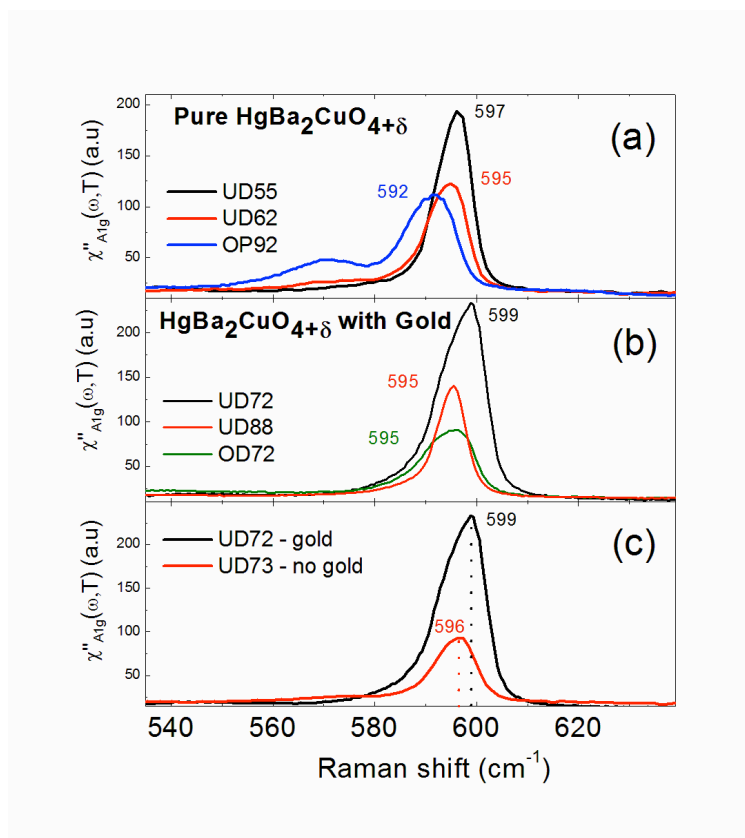 Pure HgBa2CuO4+δ
(a)
597
595
592
UD55
UD62
OP92
200
150
100
50
χ"A1g(ω,T) (a.u)
HgBa2CuO4+δ with Gold
(b)
599
595
595
UD72
UD88
OD72
200
150
100
50
χ"A1g(ω,T) (a.u)
(c)
599
596
UD72 - gold
UD73 - no gold
200
150
100
50
χ"A1g(ω,T) (a.u)
540 560 580 600 620
Raman shift (cm-1)